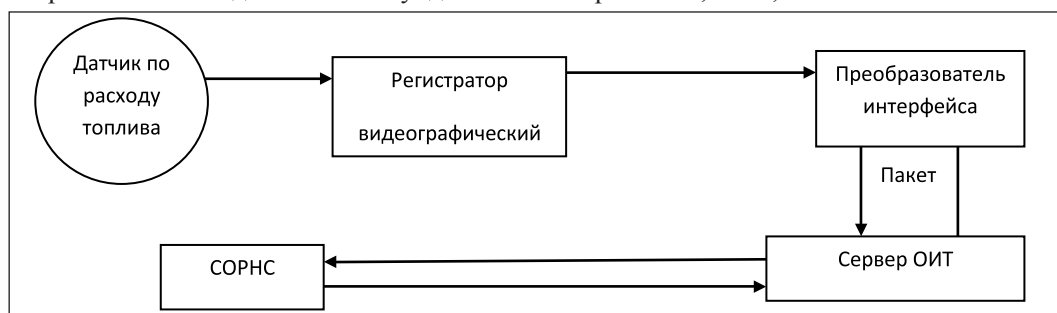 Датчик по
расходу
топлива
Регистратор
видеографический
Преобразователь
интерфейса
Пакет
СОРНС
Сервер ОИТ